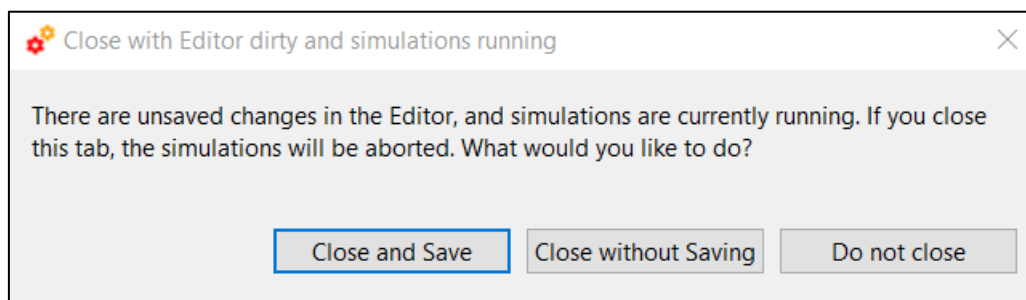 Close with Editor dirty and simulations running
There are unsaved changes in the Editor, and simulations are currently running. If you close
this tab, the simulations will be aborted. What would you like to do?
Close and Save
Close without Saving
Do not close